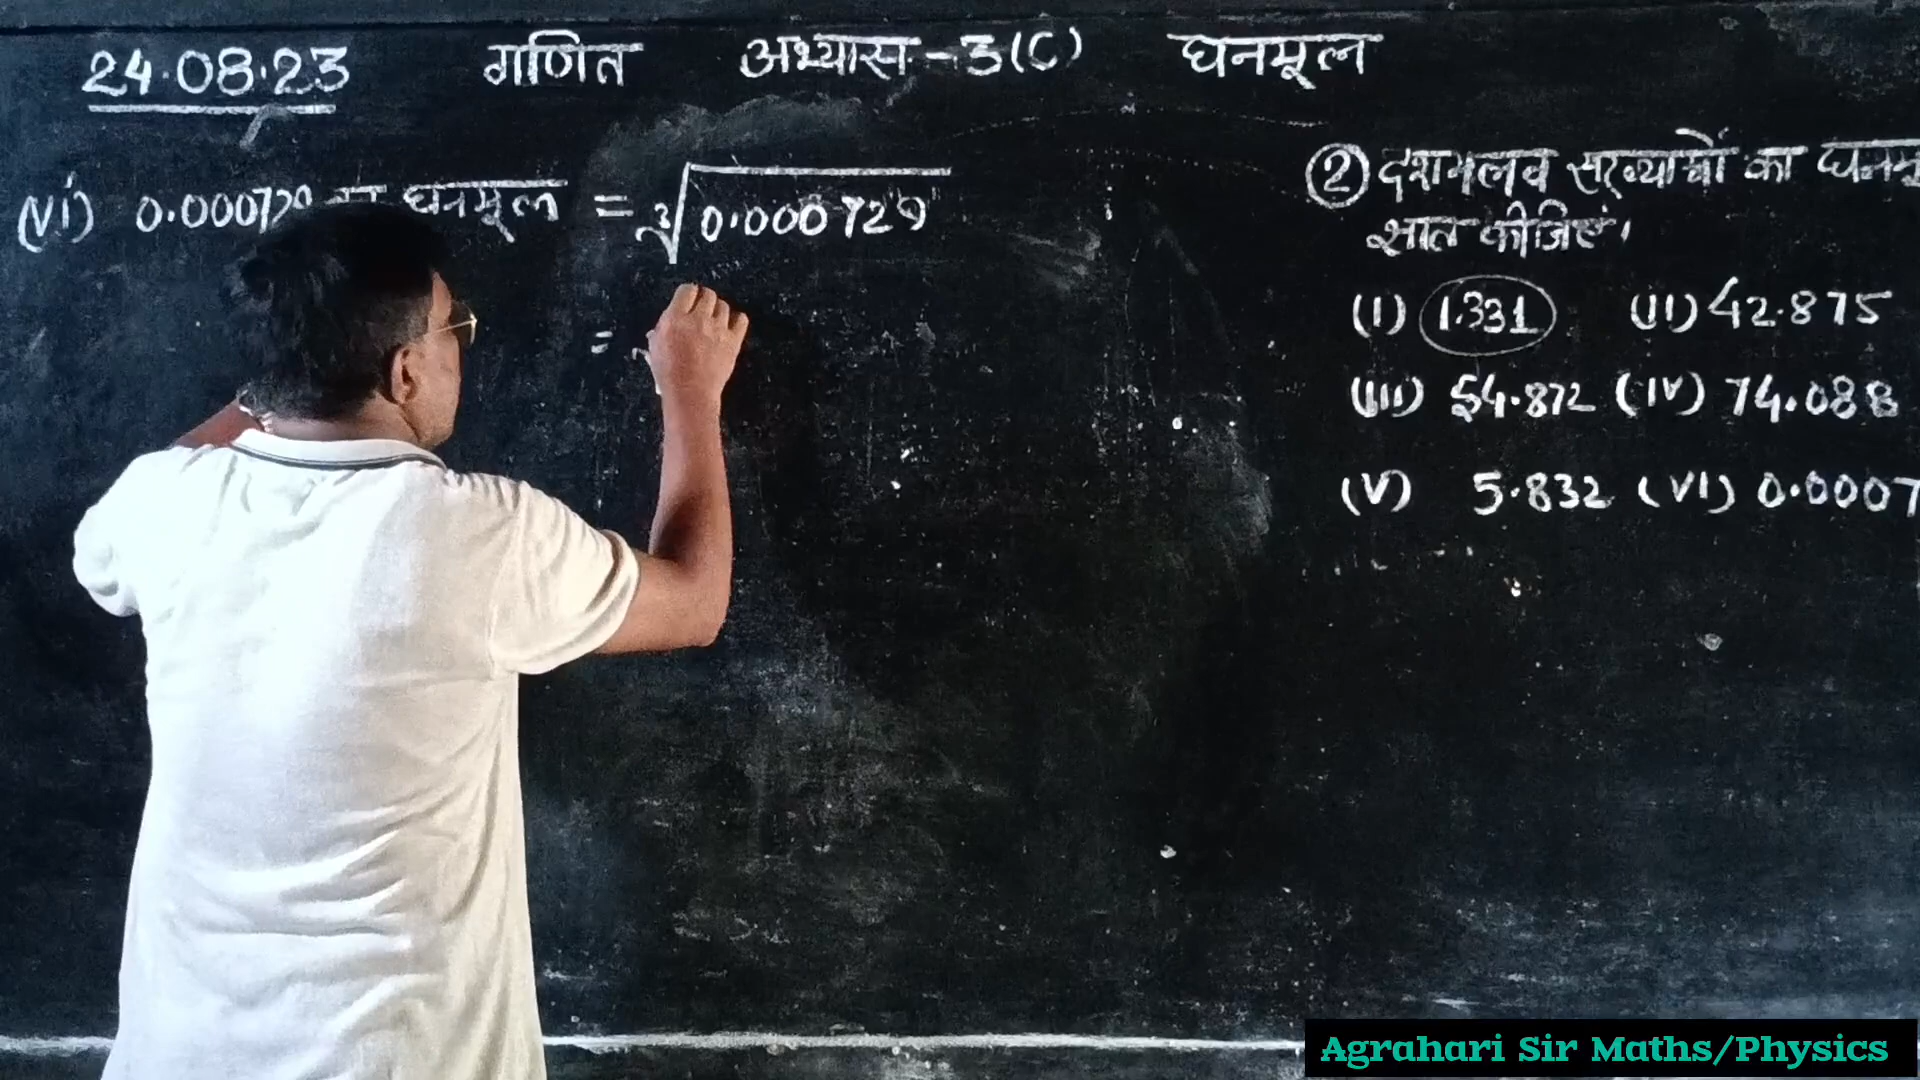 24.08.23 गणित अभ्यास-3(C) घनमूल
(vi) 0.000729 का घनमूल = ∛0.000729
=
② दशमलव संख्याओं का घनमू
ज्ञात कीजिएं।
(I) 1.331 (II) 42.875
(III) 54.872 (IV) 74.088
(V) 5.832 (VI) 0.0007
Agrahari Sir Maths/Physics